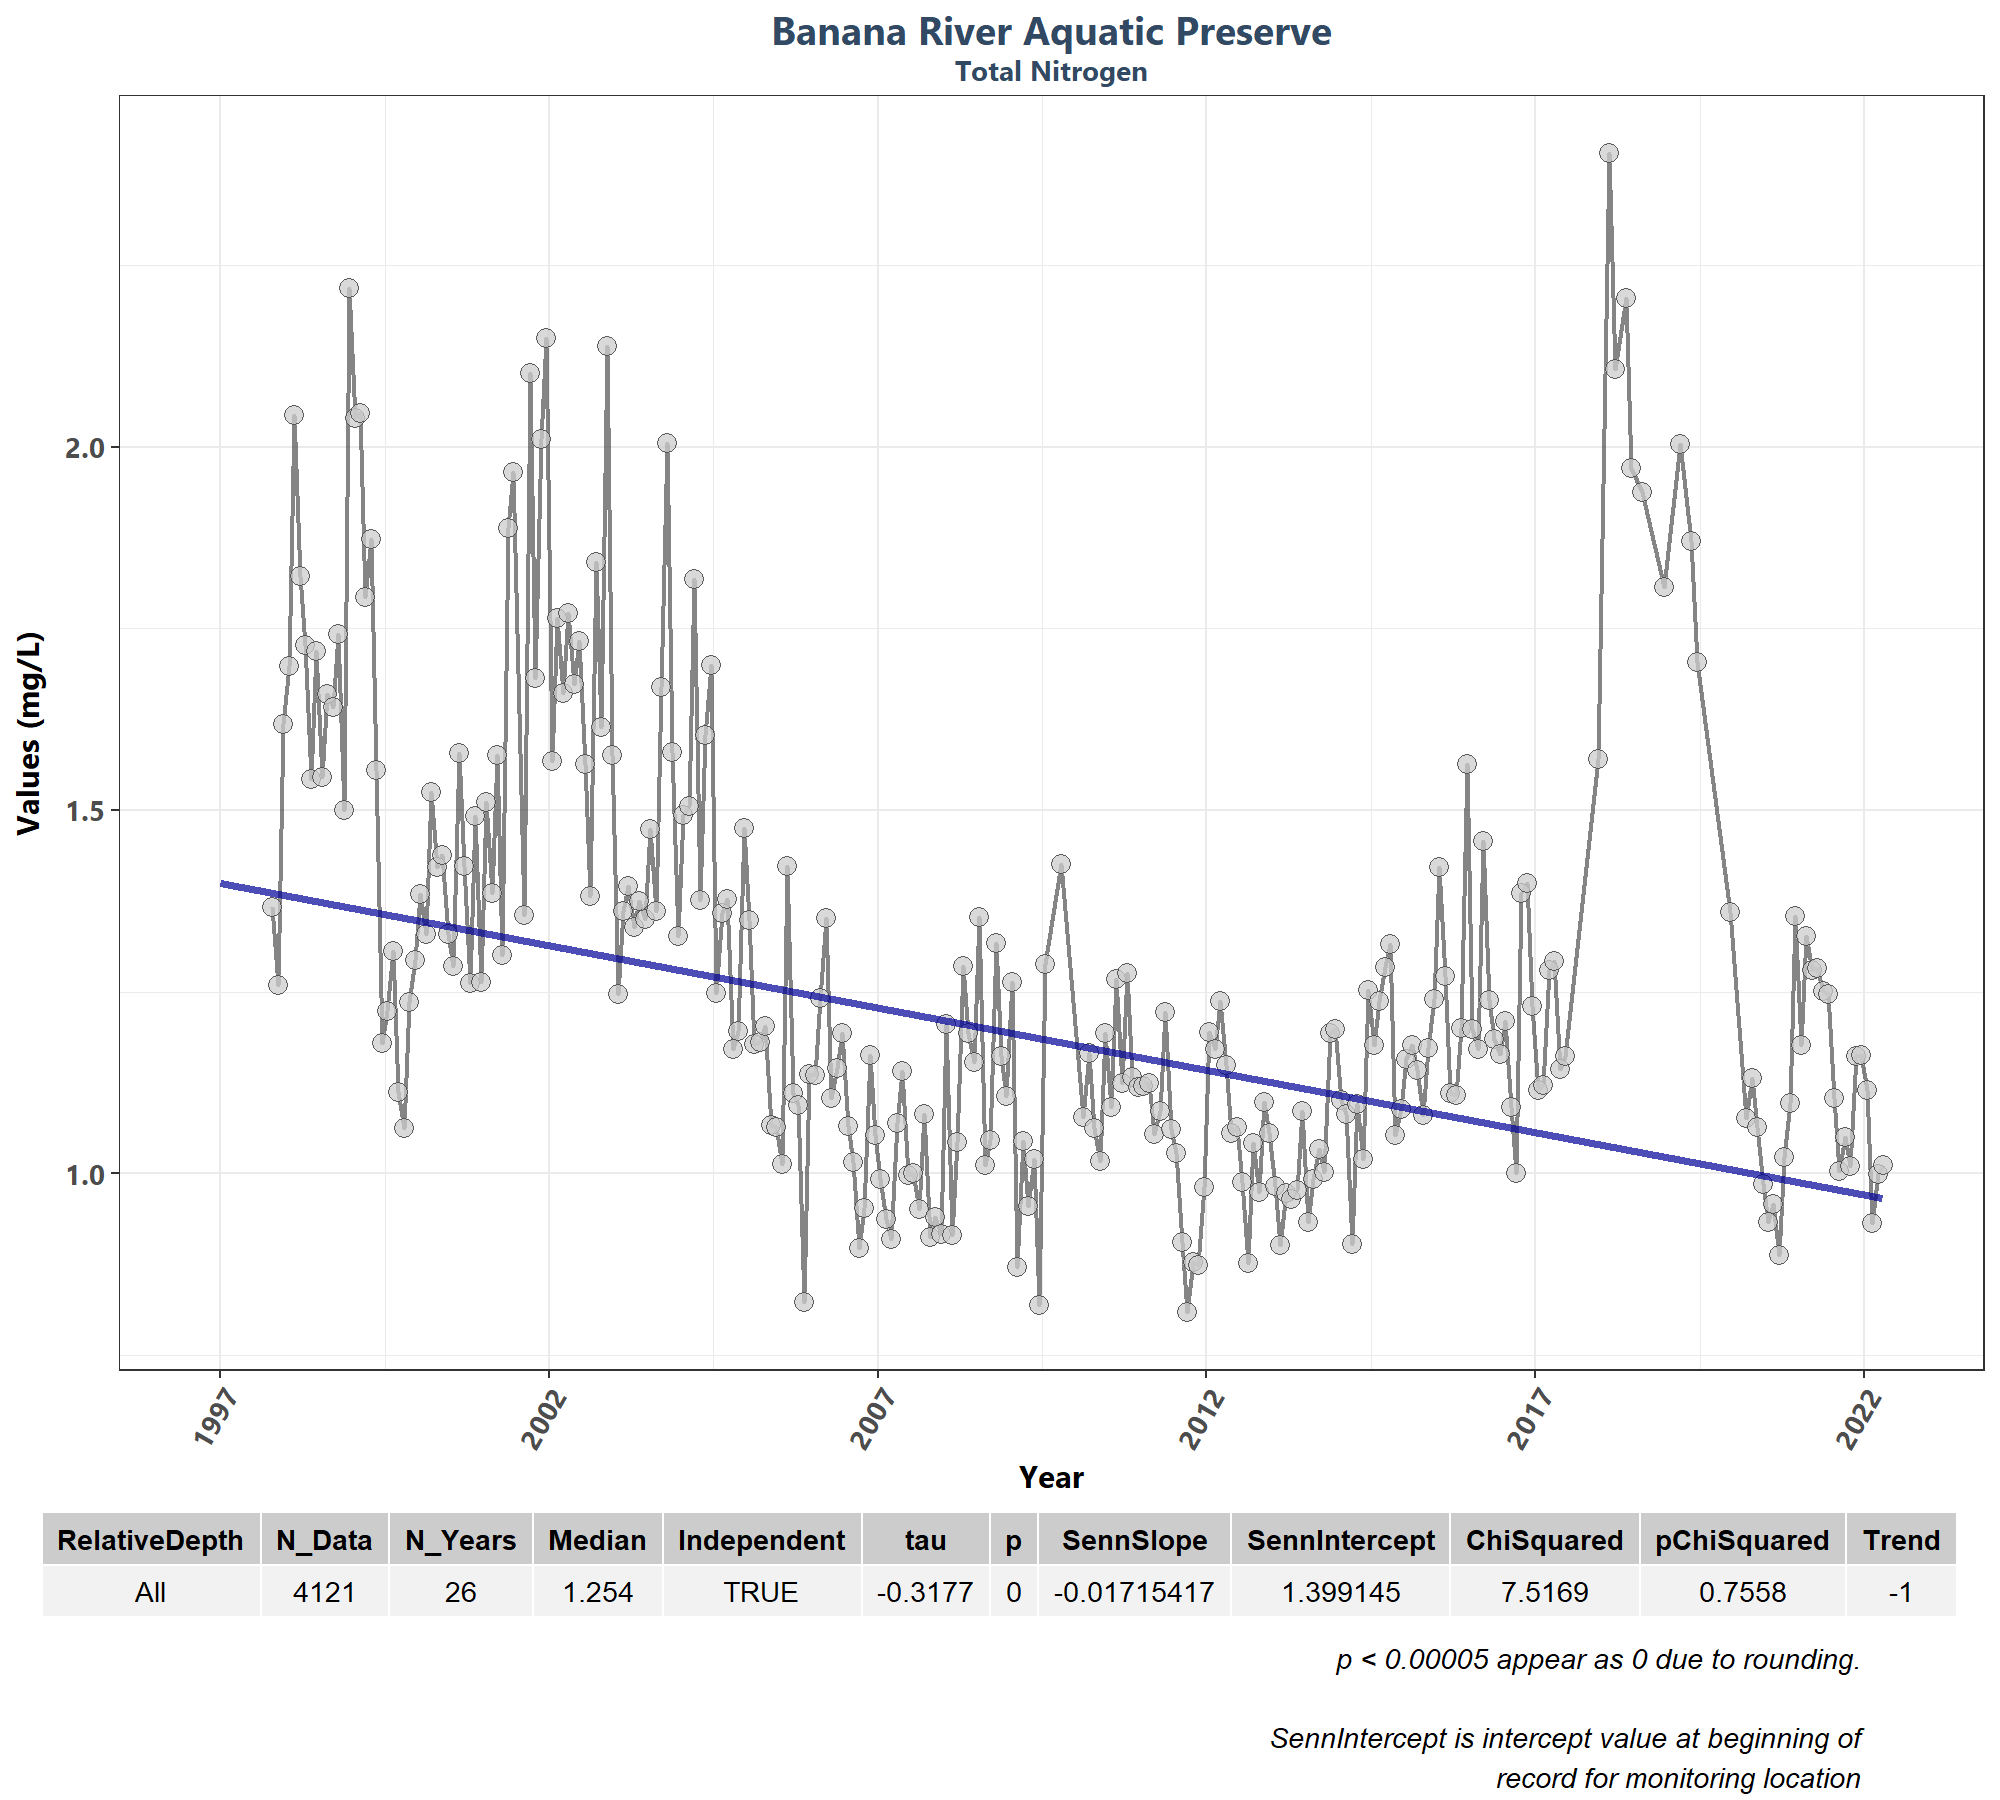 Banana River Aquatic Preserve
Total Nitrogen
Values (mg/L)
2.0
1.5
1.0
1997 2002 2007 2012 2017 2022
Year
RelativeDepth N_Data N_Years Median Independent tau p SennSlope SennIntercept ChiSquared pChiSquared Trend
All 4121 26 1.254 TRUE -0.3177 0 -0.01715417 1.399145 7.5169 0.7558 -1
p < 0.00005 appear as 0 due to rounding.
SennIntercept is intercept value at beginning of
record for monitoring location